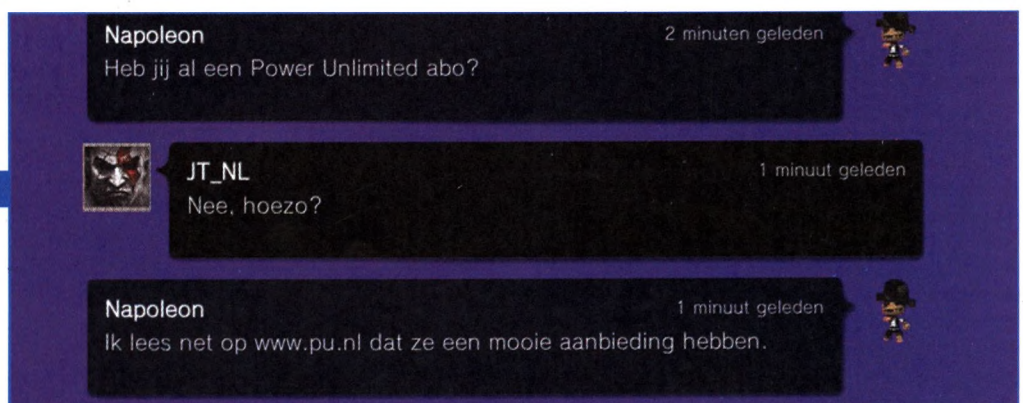 Napoleon 2 minuten geleden
Heb jij al een Power Unlimited abo?
JT_NL 1 minuut geleden
Nee, hoezo?
Napoleon 1 minuut geleden
Ik lees net op www.pu.nl dat ze een mooie aanbieding hebben.